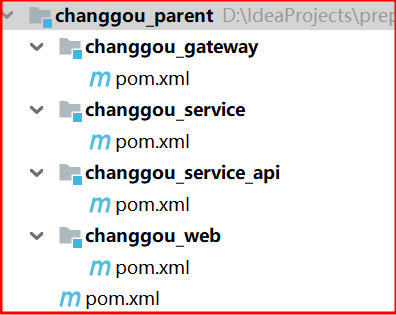 changgou_parent D:\IdeaProjects\prep
changgou_gateway
pom.xml
changgou_service
pom.xml
changgou_service_api
pom.xml
changgou_web
pom.xml
pom.xml